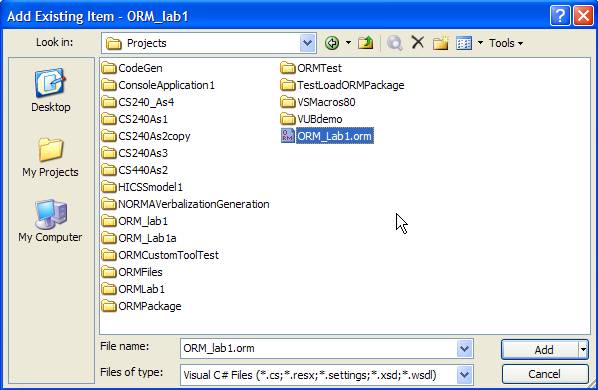 Add Existing Item - ORM_lab1
Look in: Projects Tools
Desktop
My Projects
My Computer
CodeGen
ConsoleApplication1
CS240_As4
CS240As1
CS240As2copy
CS240As3
CS440As2
HICSSmodel1
NORMAVerbalizationGeneration
ORM_lab1
ORM_Lab1a
ORMCustomToolTest
ORMFiles
ORMLab1
ORMPackage
ORMTest
TestLoadORMPackage
VSMacros80
VUBdemo
ORM_Lab1.orm
File name: ORM_lab1.orm Add
Files of type: Visual C# Files (*.cs;*.resx;*.settings;*.xsd;*.wsdl) Cancel